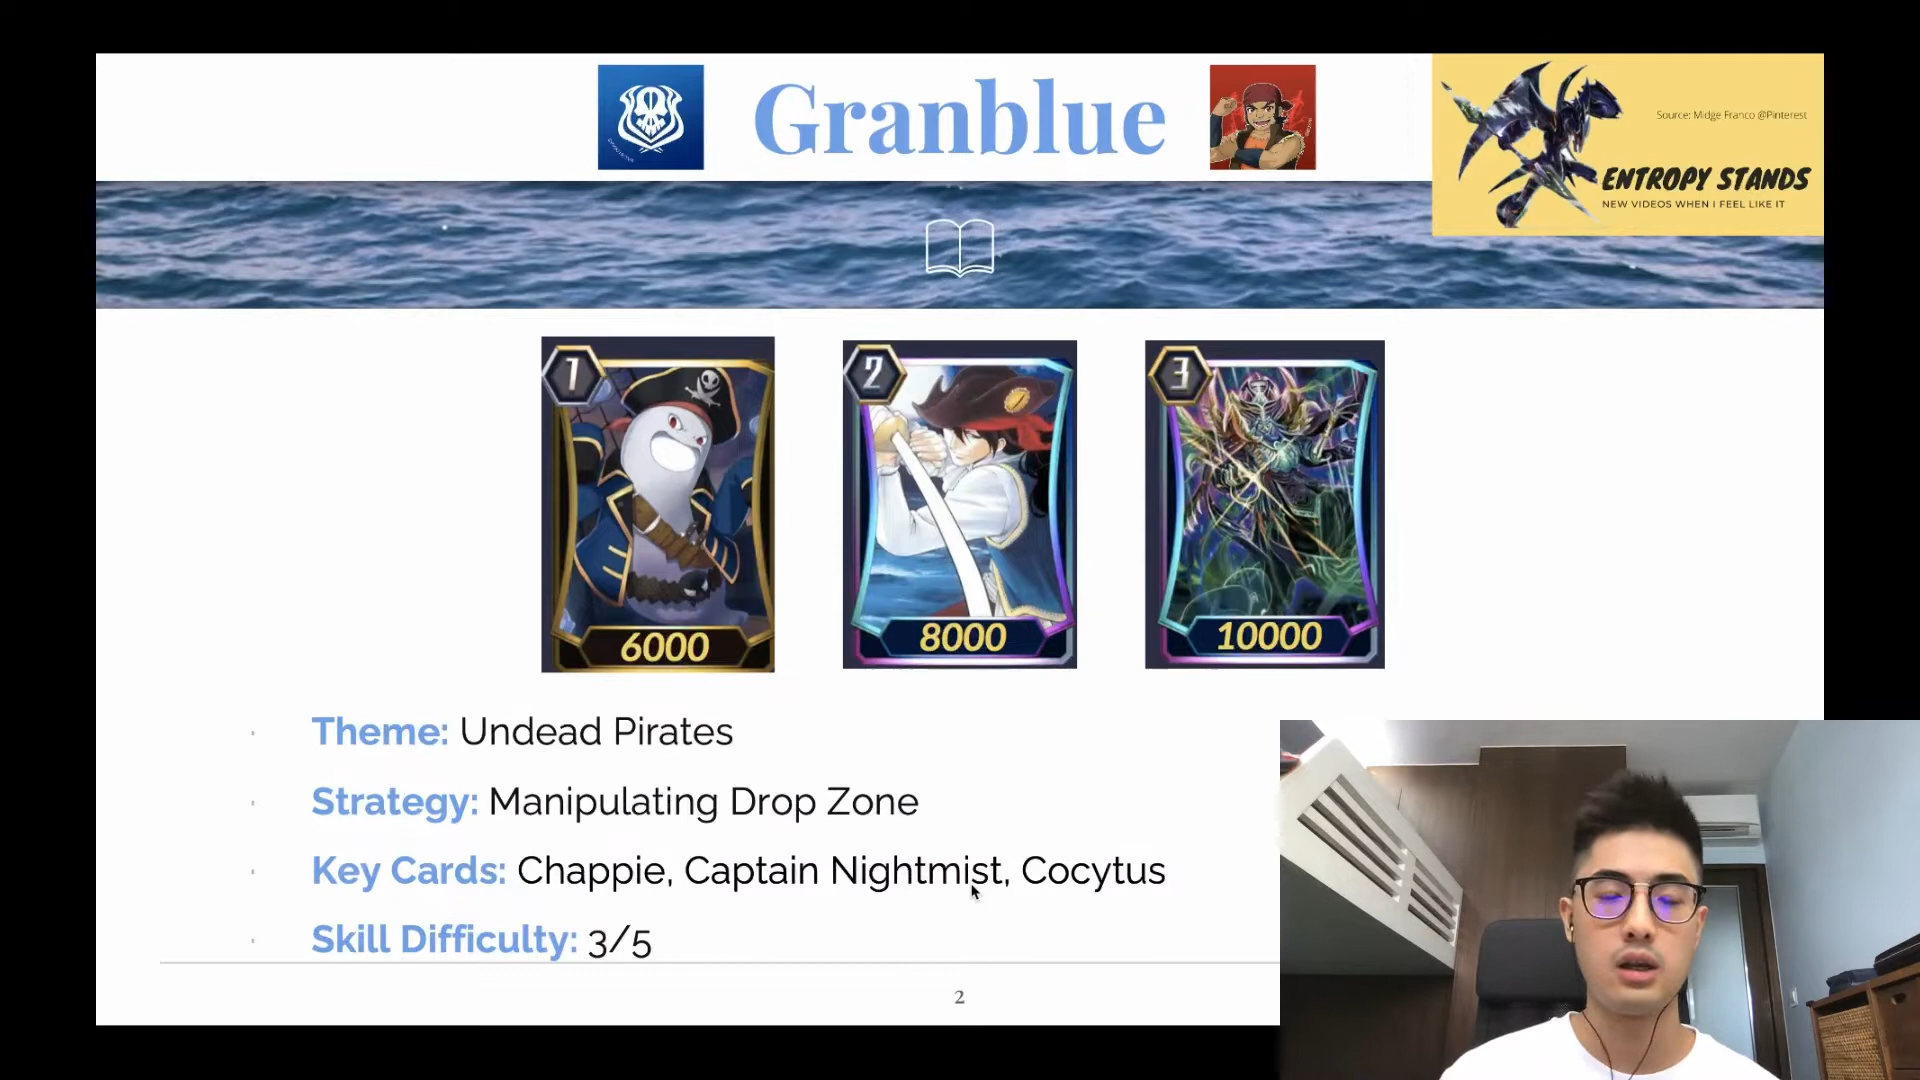 Granblue
Source: Midge Franco @Pinterest
ENTROPY STANDS
NEW VIDEOS WHEN I FEEL LIKE IT
1
6000
2
8000
3
10000
Theme: Undead Pirates
Strategy: Manipulating Drop Zone
Key Cards: Chappie, Captain Nightmist, Cocytus
Skill Difficulty: 3/5
2